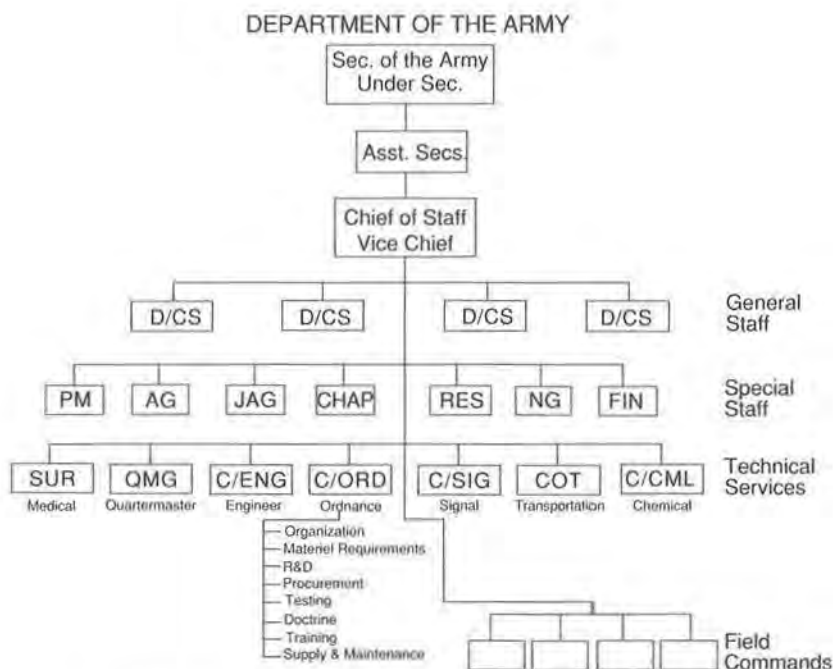 DEPARTMENT OF THE ARMY
Sec. of the Army
Under Sec.
Asst. Secs.
Chief of Staff
Vice Chief
D/CS
D/CS
D/CS
D/CS
General
Staff
PM
AG
JAG
CHAP
RES
NG
FIN
Special
Staff
SUR
QMG
C/ENG
C/ORD
C/SIG
COT
C/CML
Technical
Services
Medical
Quartermaster
Engineer
Ordnance
Signal
Transportation
Chemical
Organization
Materiel Requirements
R&D
Procurement
Testing
Doctrine
Training
Supply & Maintenance
Field
Commands